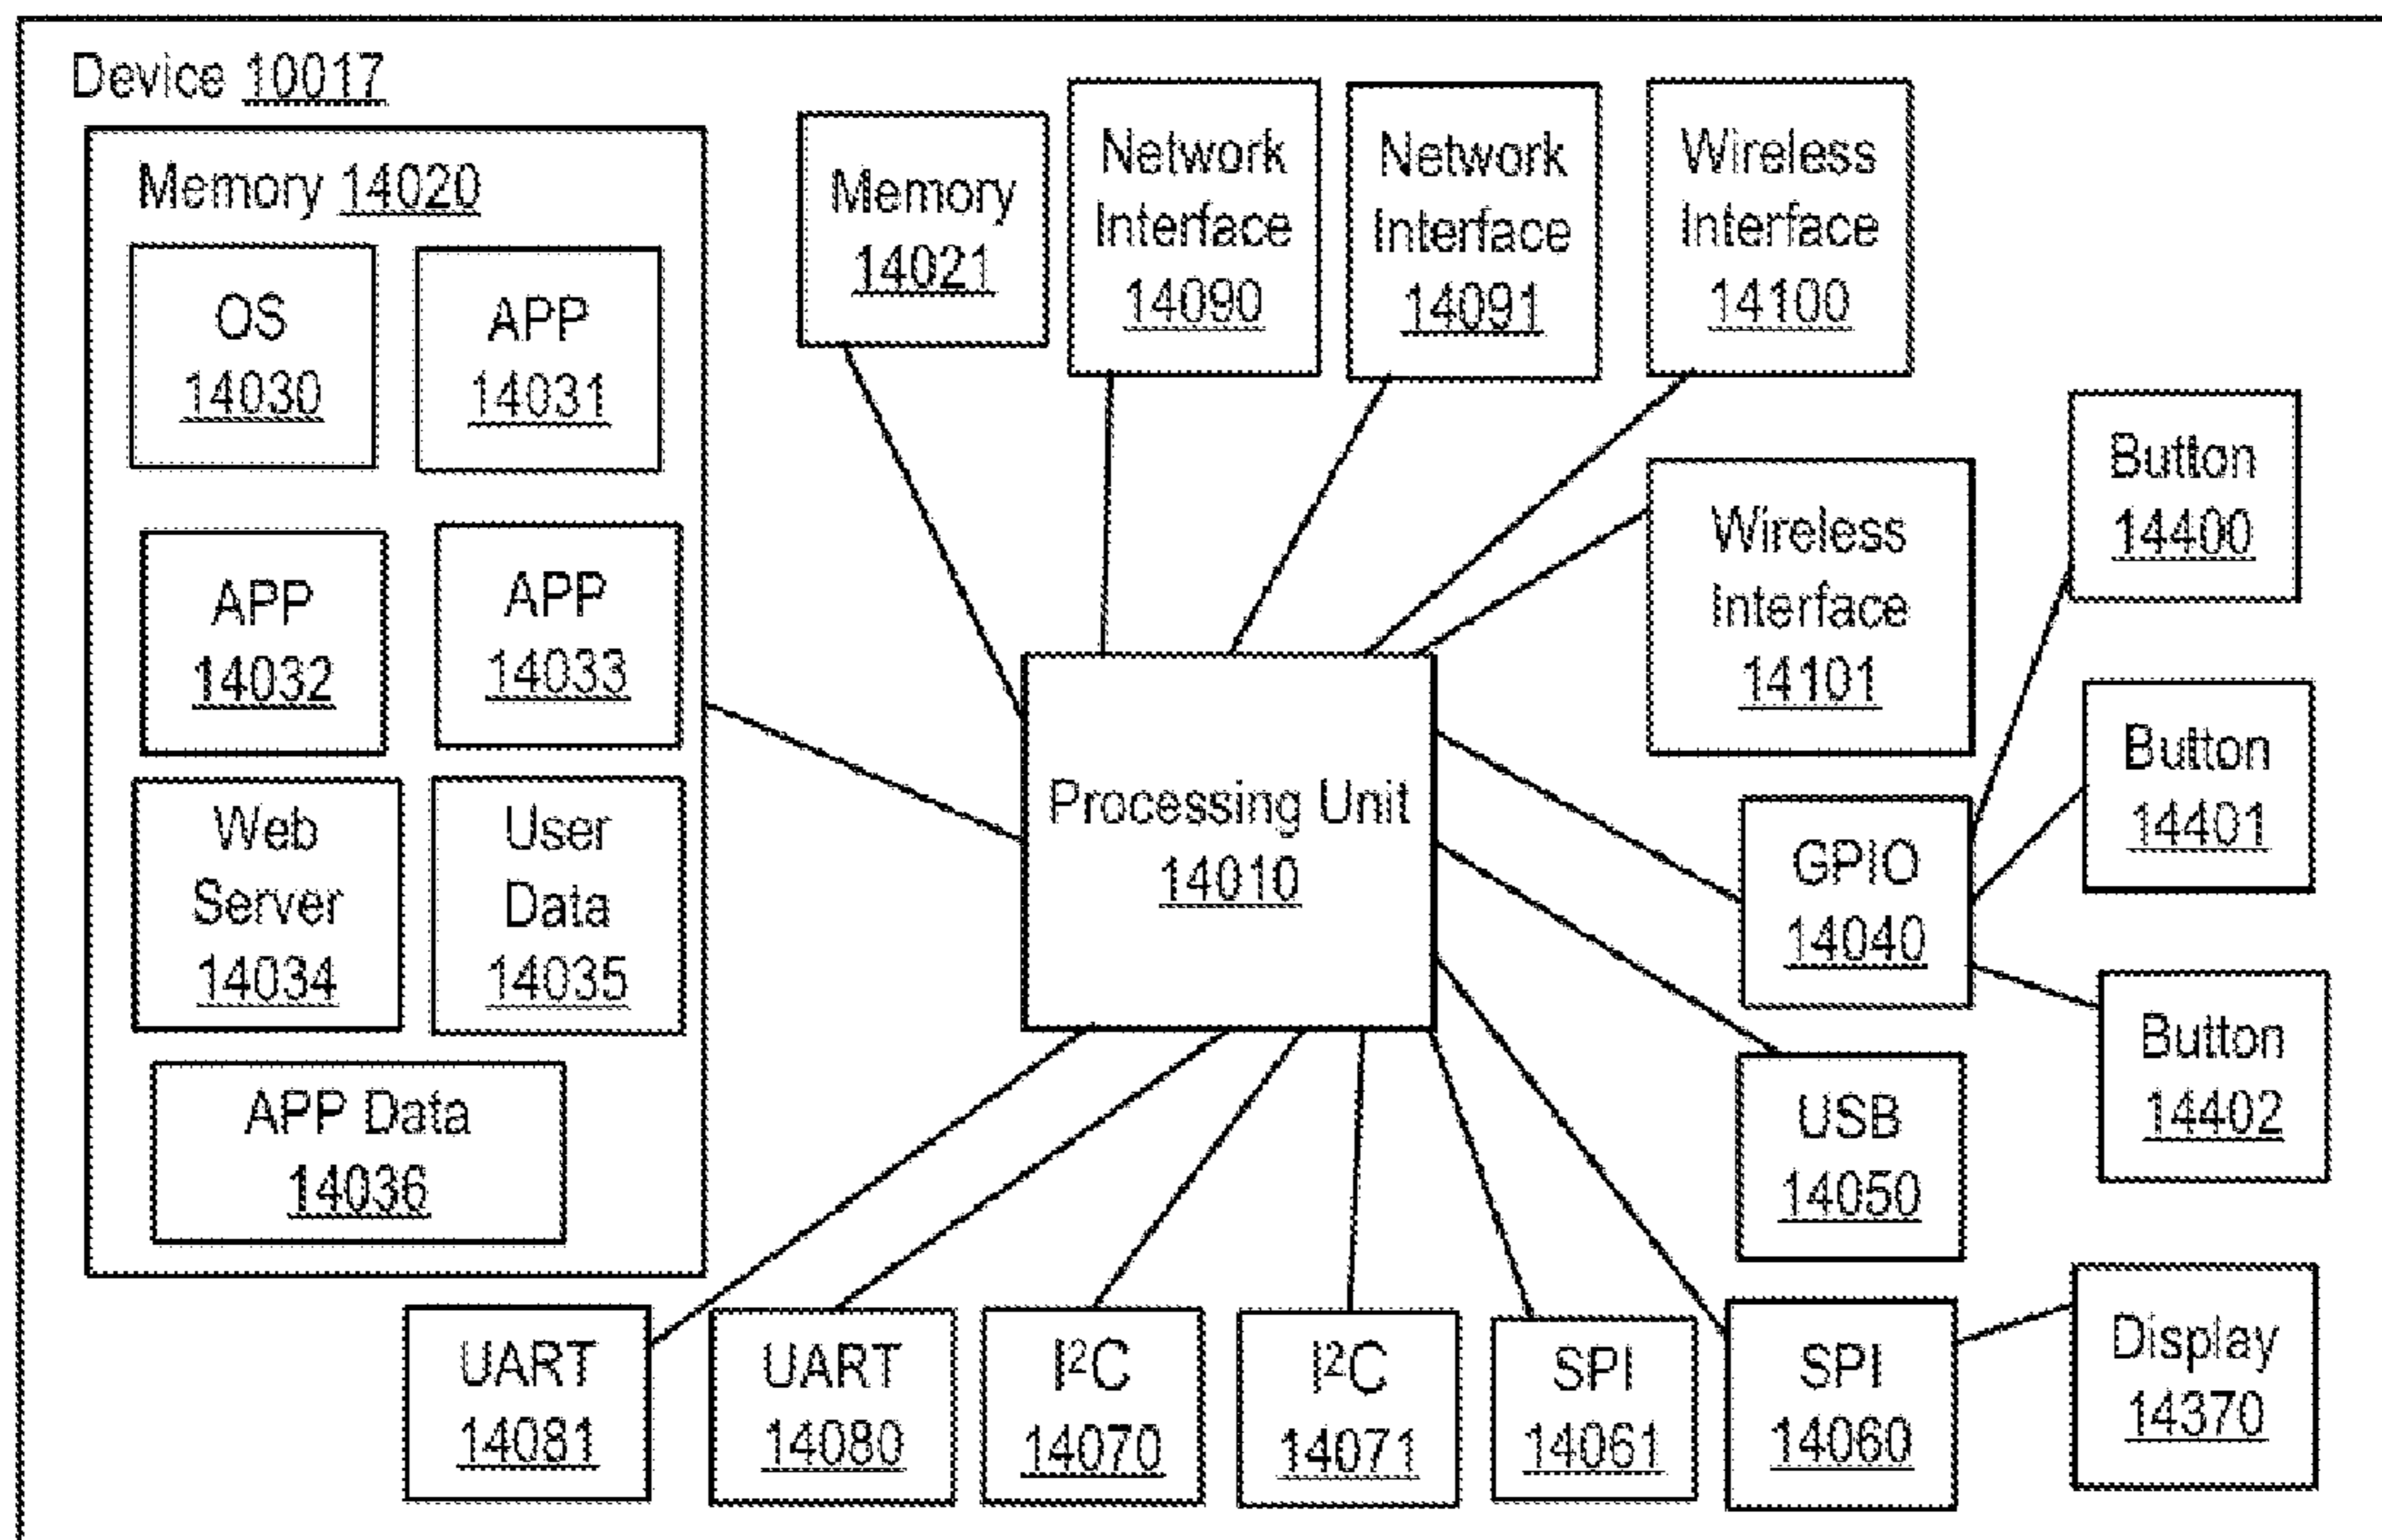 Device 10017
Memory 14020
OS
14030
APP
14031
APP
14032
APP
14033
Web
Server
14034
User
Data
14035
APP Data
14036
Memory
14021
Network
Interface
14090
Network
Interface
14091
Wireless
Interface
14100
Wireless
Interface
14101
Button
14400
Button
14401
Button
14402
Processing Unit
14010
GPIO
14040
USB
14050
UART
14081
UART
14080
I²C
14070
I²C
14071
SPI
14061
SPI
14060
Display
14370